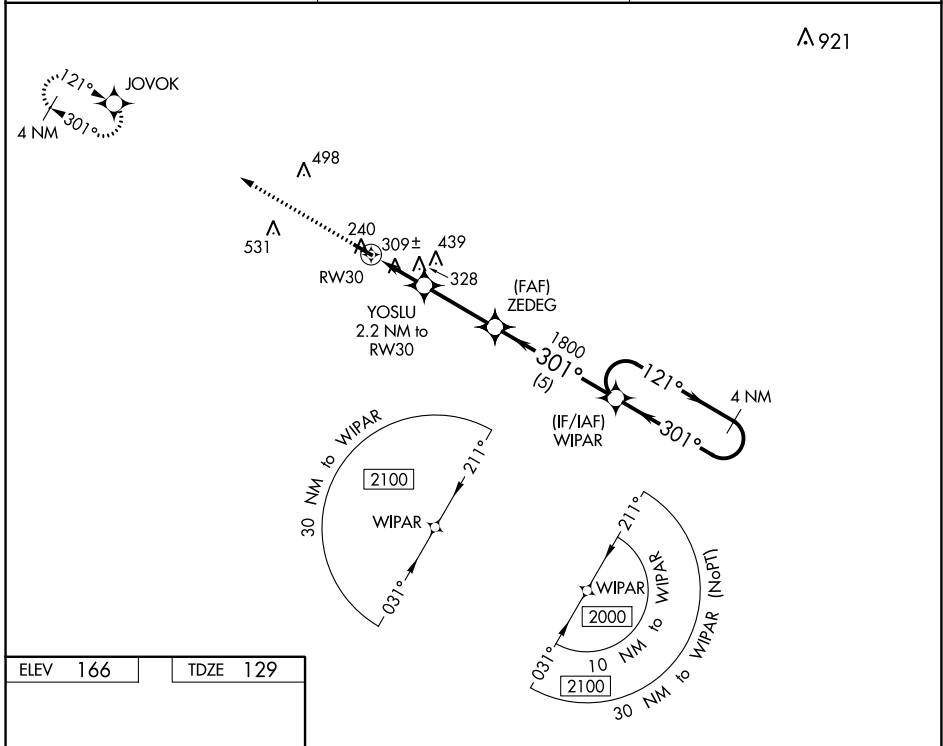 921
121°
JOVOK
301°
4 NM
498
531
240
309±
439
328
RW30
YOSLU
2.2 NM to
RW30
(FAF)
ZEDEG
1800
301°
(5)
(IF/IAF)
WIPAR
121°
4 NM
301°
30 NM to WIPAR
2100
211°
WIPAR
031°
211°
WIPAR
2000
031°
10 NM to WIPAR
2100
30 NM to WIPAR (NoPT)
ELEV 166
TDZE 129